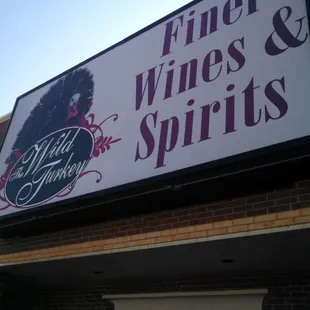 The Wild
Turkey
Finer
Wines &
Spirits